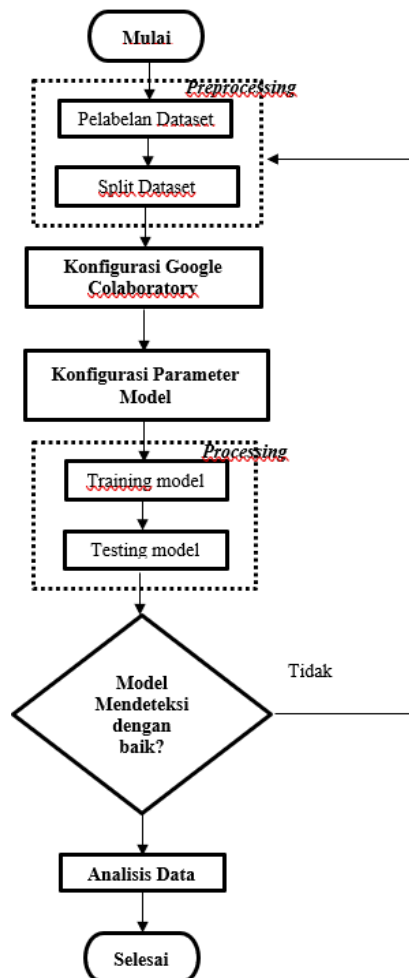 Mulai
Preprocessing
Pelabelan Dataset
Split Dataset
Konfigurasi Google
Colaboratory
Konfigurasi Parameter
Model
Processing
Training model
Testing model
Model
Mendeteksi
dengan
baik?
Tidak
Analisis Data
Selesai